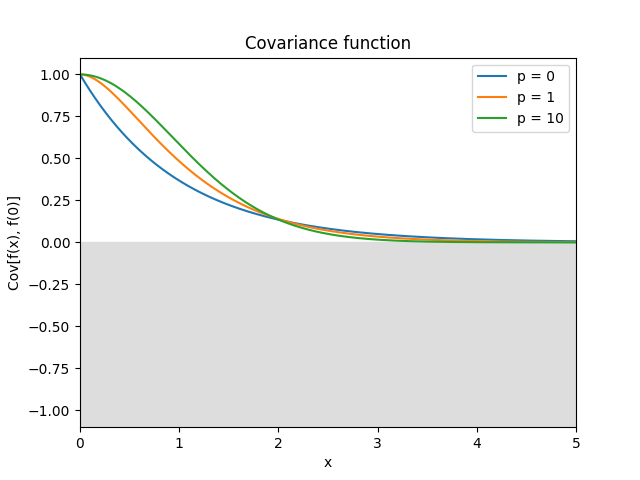 Covariance function
p = 0
p = 1
p = 10
Cov[f(x), f(0)]
1.00
0.75
0.50
0.25
0.00
−0.25
−0.50
−0.75
−1.00
0 1 2 3 4 5
x